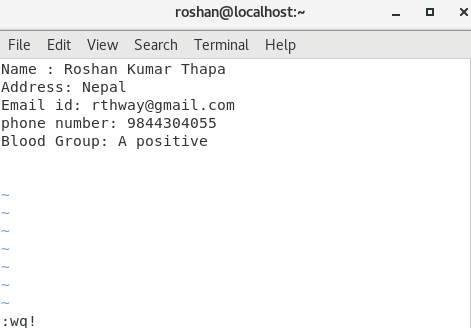 roshan@localhost:~
File Edit View Search Terminal Help
Name : Roshan Kumar Thapa
Address: Nepal
Email id: rthway@gmail.com
phone number: 9844304055
Blood Group: A positive
~
~
~
~
~
~
~
:wq!